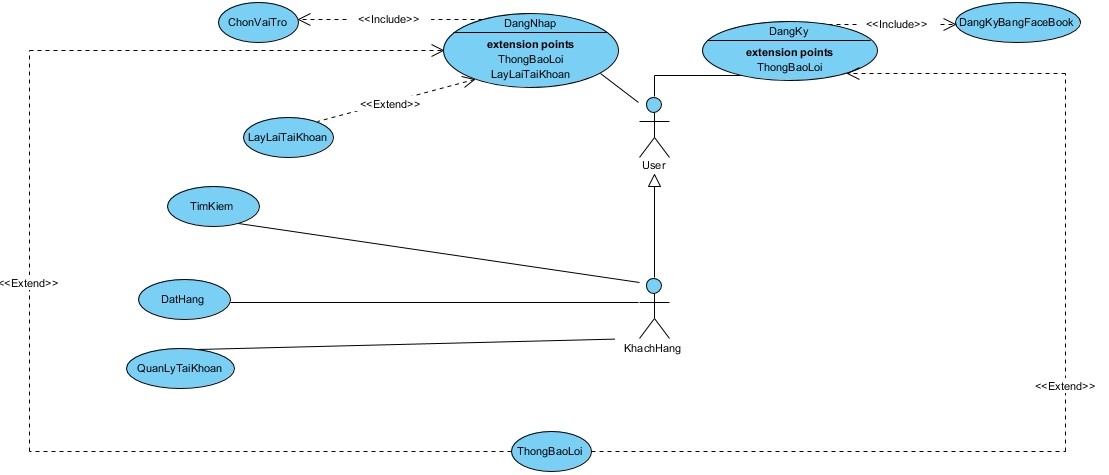 ChonVaiTro
<<Include>>
DangNhap
extension points
ThongBaoLoi
LayLaiTaiKhoan
DangKy
extension points
ThongBaoLoi
<<Include>>
DangKyBangFaceBook
<<Extend>>
LayLaiTaiKhoan
User
TimKiem
<<Extend>>
DatHang
KhachHang
QuanLyTaiKhoan
<<Extend>>
ThongBaoLoi